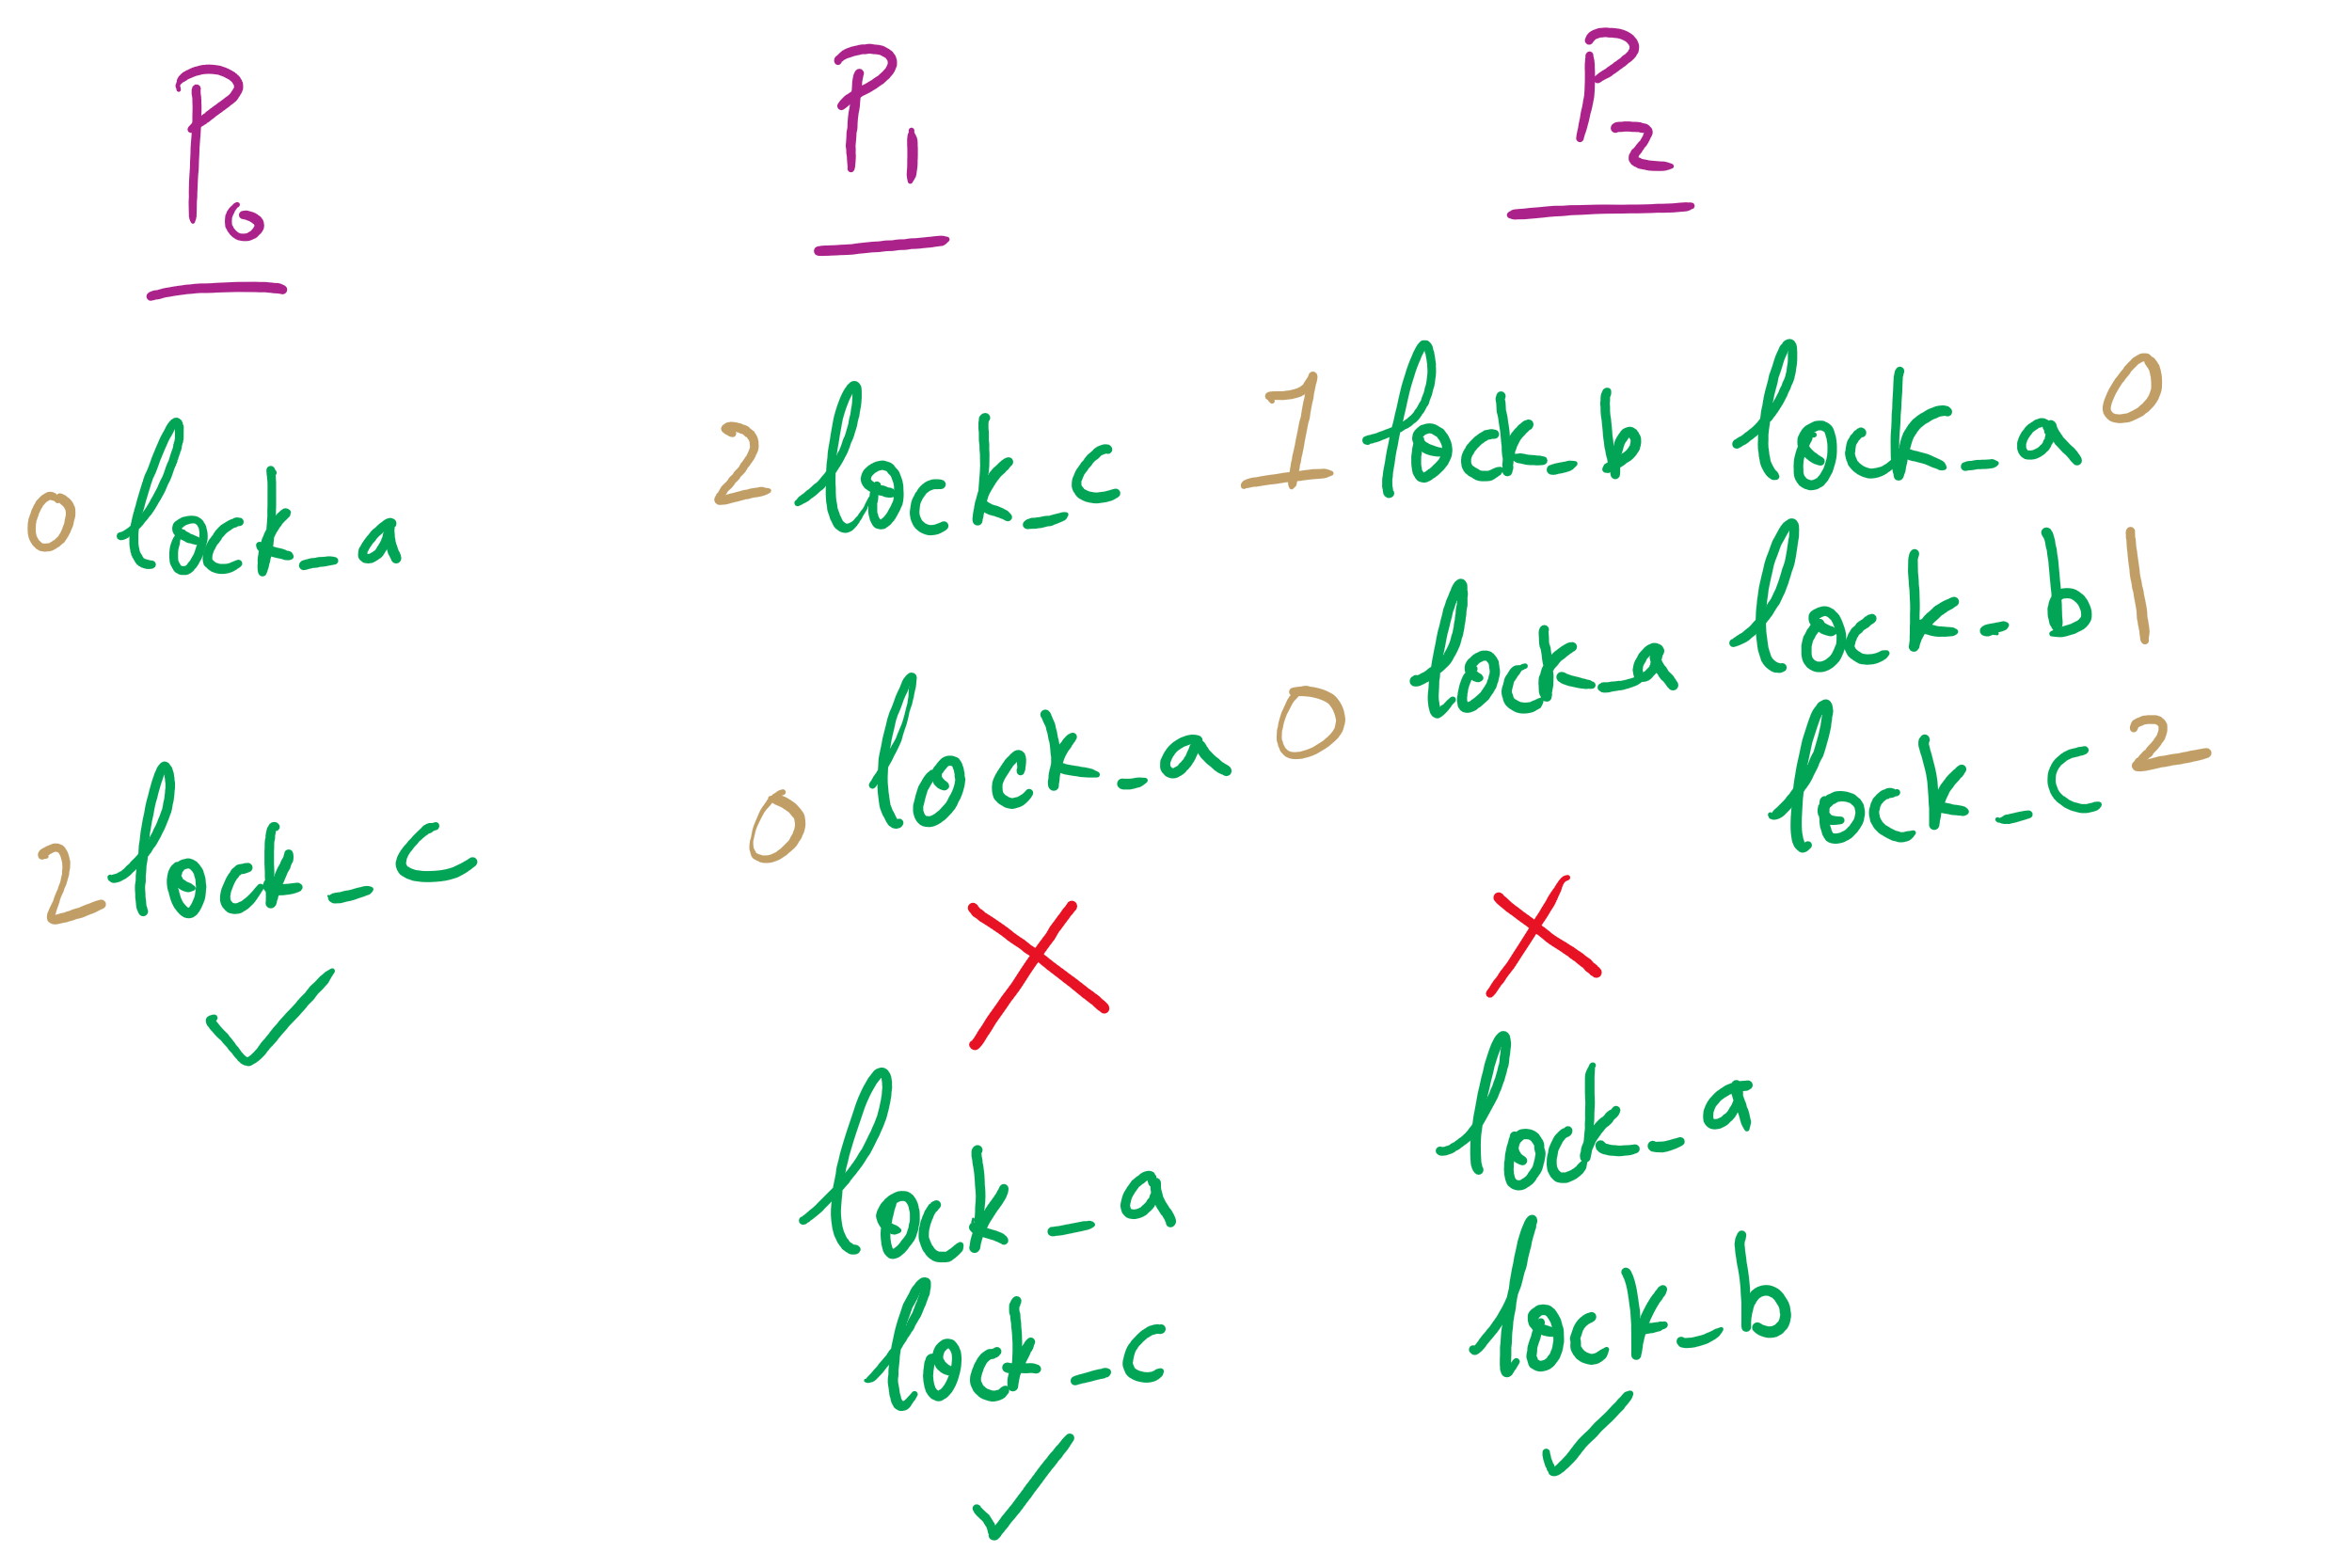 P0
0 lock_a
2 lock_c
P1
2 lock_c
0 lock_a
lock_a
lock_c
P2
1 lock_b
0 lock_a
lock_a
lock_b
lock_a 0
lock_b 1
lock_c 2